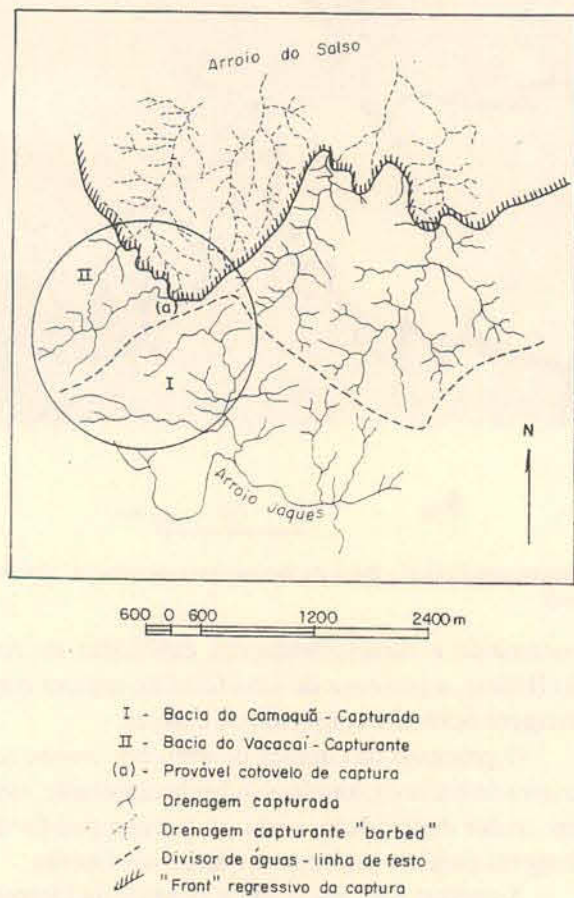 Arroio do Salso
II
(a)
I
N
Arroio Jaques
600 0 600 1200 2400 m
I - Bacia do Camaquã - Capturada
II - Bacia do Vacacaí - Capturante
(a) - Provável cotovelo de captura
Drenagem capturada
Drenagem capturante "barbed"
Divisor de águas - linha de festo
"Front" regressivo da captura